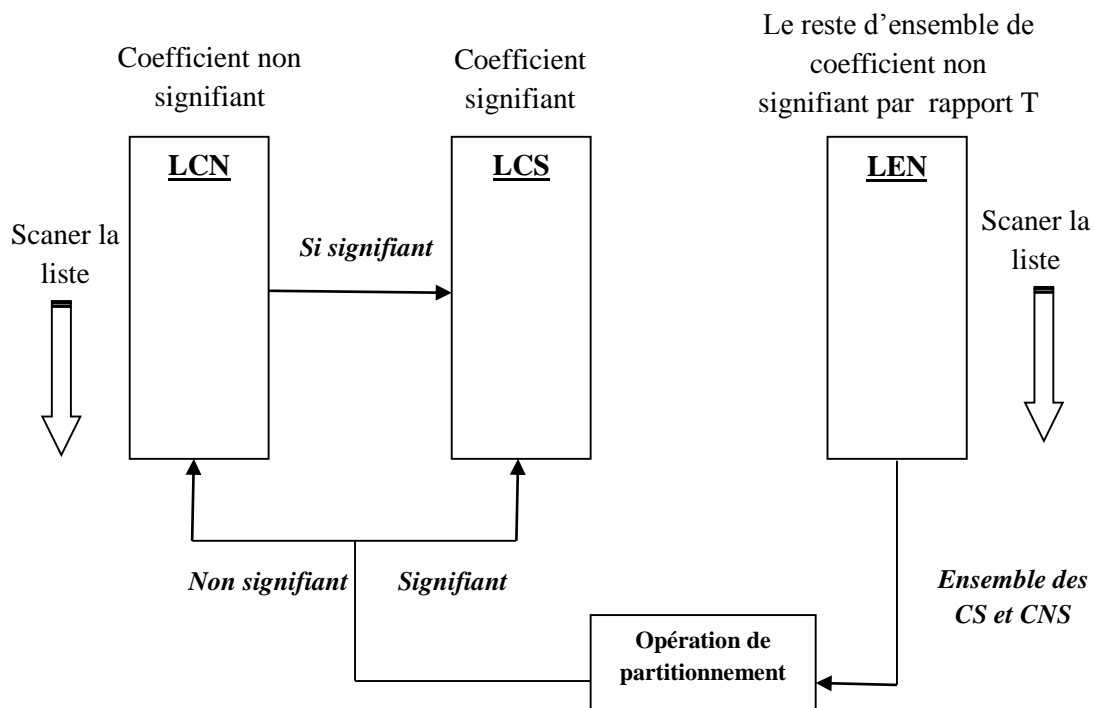 Coefficient non
signifiant
Coefficient
signifiant
Le reste d’ensemble de
coefficient non
signifiant par rapport T
LCN
LCS
LEN
Scaner la
liste
Si signifiant
Scaner la
liste
Non signifiant
Signifiant
Ensemble des
CS et CNS
Opération de
partitionnement